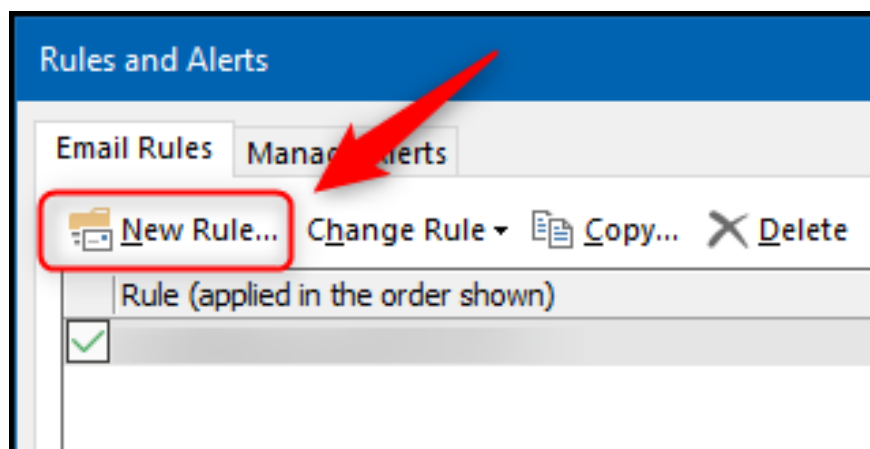 Rules and Alerts
Email Rules Manage Alerts
New Rule... Change Rule Copy... Delete
Rule (applied in the order shown)